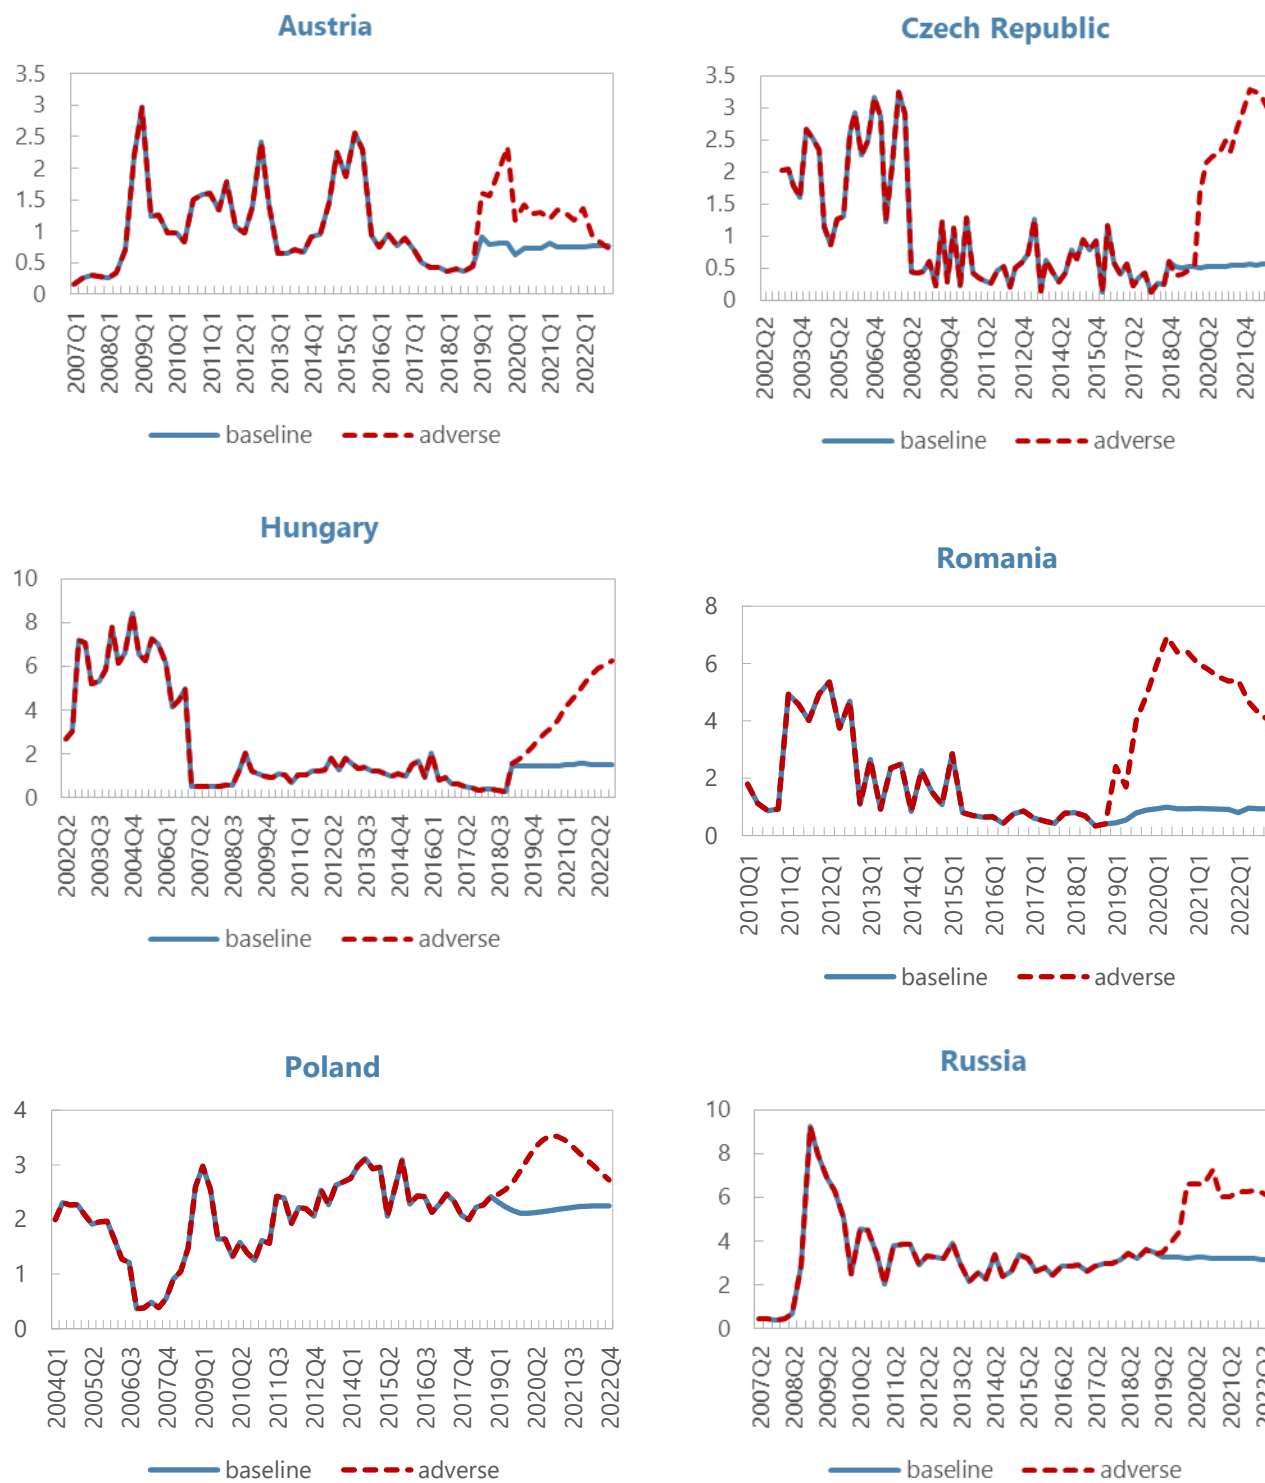 Austria
3.5
3
2.5
2
1.5
1
0.5
0
2007Q1
2008Q1
2009Q1
2010Q1
2011Q1
2012Q1
2013Q1
2014Q1
2015Q1
2016Q1
2017Q1
2018Q1
2019Q1
2020Q1
2021Q1
2022Q1
baseline adverse
Czech Republic
3.5
3
2.5
2
1.5
1
0.5
0
2002Q2
2003Q4
2005Q2
2006Q4
2008Q2
2009Q4
2011Q2
2012Q4
2014Q2
2015Q4
2017Q2
2018Q4
2020Q2
2021Q4
baseline adverse
Hungary
10
8
6
4
2
0
2002Q2
2003Q3
2004Q4
2006Q1
2007Q2
2008Q3
2009Q4
2011Q1
2012Q2
2013Q3
2014Q4
2016Q1
2017Q2
2018Q3
2019Q4
2021Q1
2022Q2
baseline adverse
Romania
8
6
4
2
0
2010Q1
2011Q1
2012Q1
2013Q1
2014Q1
2015Q1
2016Q1
2017Q1
2018Q1
2019Q1
2020Q1
2021Q1
2022Q1
baseline adverse
Poland
4
3
2
1
0
2004Q1
2005Q2
2006Q3
2007Q4
2009Q1
2010Q2
2011Q3
2012Q4
2014Q1
2015Q2
2016Q3
2017Q4
2019Q1
2020Q2
2021Q3
2022Q4
baseline adverse
Russia
10
8
6
4
2
0
2007Q2
2008Q2
2009Q2
2010Q2
2011Q2
2012Q2
2013Q2
2014Q2
2015Q2
2016Q2
2017Q2
2018Q2
2019Q2
2020Q2
2021Q2
baseline adverse